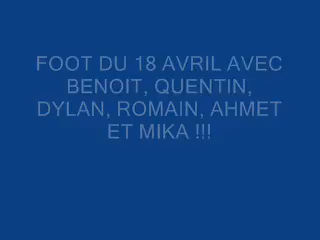 FOOT DU 18 AVRIL AVEC
BENOIT, QUENTIN,
DYLAN, ROMAIN, AHMET
ET MIKA !!!